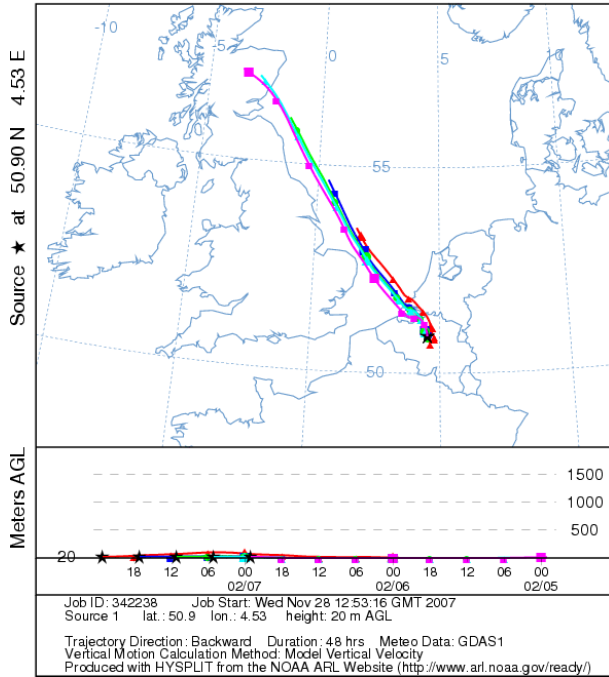 Source ★ at 50.90 N 4.53 E
-10
-5
0
5
10
0
55
50
Meters AGL
1500
1000
500
20
18 12 06 00 18 12 06 00 18 12 06 00
02/07 02/06 02/05
Job ID: 342238 Job Start: Wed Nov 28 12:53:16 GMT 2007
Source 1 lat.: 50.9 lon.: 4.53 height: 20 m AGL
Trajectory Direction: Backward Duration: 48 hrs Meteo Data: GDAS1
Vertical Motion Calculation Method: Model Vertical Velocity
Produced with HYSPLIT from the NOAA ARL Website (http://www.arl.noaa.gov/ready/)